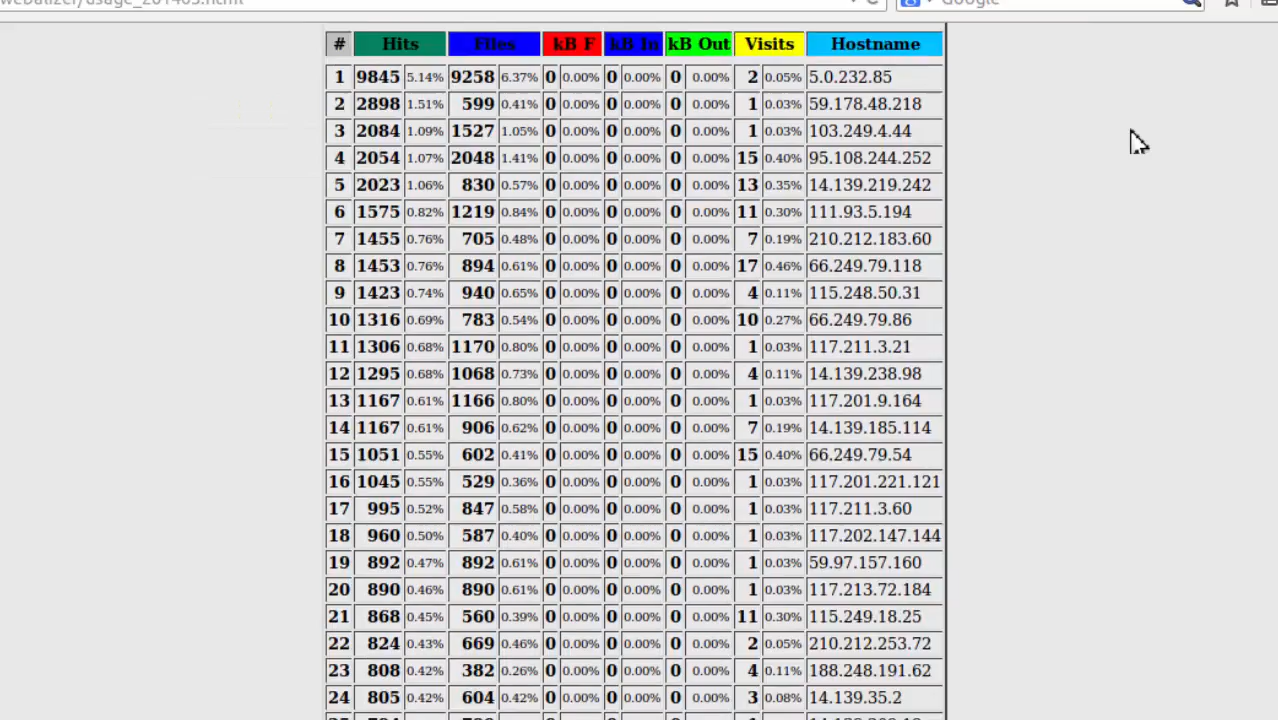 webalizer/usage_201405.html
Google
# Hits Files kB F kB In kB Out Visits Hostname
1 9845 5.14% 9258 6.37% 0 0.00% 0 0.00% 0 0.00% 2 0.05% 5.0.232.85
2 2898 1.51% 599 0.41% 0 0.00% 0 0.00% 0 0.00% 1 0.03% 59.178.48.218
3 2084 1.09% 1527 1.05% 0 0.00% 0 0.00% 0 0.00% 1 0.03% 103.249.4.44
4 2054 1.07% 2048 1.41% 0 0.00% 0 0.00% 0 0.00% 15 0.40% 95.108.244.252
5 2023 1.06% 830 0.57% 0 0.00% 0 0.00% 0 0.00% 13 0.35% 14.139.219.242
6 1575 0.82% 1219 0.84% 0 0.00% 0 0.00% 0 0.00% 11 0.30% 111.93.5.194
7 1455 0.76% 705 0.48% 0 0.00% 0 0.00% 0 0.00% 7 0.19% 210.212.183.60
8 1453 0.76% 894 0.61% 0 0.00% 0 0.00% 0 0.00% 17 0.46% 66.249.79.118
9 1423 0.74% 940 0.65% 0 0.00% 0 0.00% 0 0.00% 4 0.11% 115.248.50.31
10 1316 0.69% 783 0.54% 0 0.00% 0 0.00% 0 0.00% 10 0.27% 66.249.79.86
11 1306 0.68% 1170 0.80% 0 0.00% 0 0.00% 0 0.00% 1 0.03% 117.211.3.21
12 1295 0.68% 1068 0.73% 0 0.00% 0 0.00% 0 0.00% 4 0.11% 14.139.238.98
13 1167 0.61% 1166 0.80% 0 0.00% 0 0.00% 0 0.00% 1 0.03% 117.201.9.164
14 1167 0.61% 906 0.62% 0 0.00% 0 0.00% 0 0.00% 7 0.19% 14.139.185.114
15 1051 0.55% 602 0.41% 0 0.00% 0 0.00% 0 0.00% 15 0.40% 66.249.79.54
16 1045 0.55% 529 0.36% 0 0.00% 0 0.00% 0 0.00% 1 0.03% 117.201.221.121
17 995 0.52% 847 0.58% 0 0.00% 0 0.00% 0 0.00% 1 0.03% 117.211.3.60
18 960 0.50% 587 0.40% 0 0.00% 0 0.00% 0 0.00% 1 0.03% 117.202.147.144
19 892 0.47% 892 0.61% 0 0.00% 0 0.00% 0 0.00% 1 0.03% 59.97.157.160
20 890 0.46% 890 0.61% 0 0.00% 0 0.00% 0 0.00% 1 0.03% 117.213.72.184
21 868 0.45% 560 0.39% 0 0.00% 0 0.00% 0 0.00% 11 0.30% 115.249.18.25
22 824 0.43% 669 0.46% 0 0.00% 0 0.00% 0 0.00% 2 0.05% 210.212.253.72
23 808 0.42% 382 0.26% 0 0.00% 0 0.00% 0 0.00% 4 0.11% 188.248.191.62
24 805 0.42% 604 0.42% 0 0.00% 0 0.00% 0 0.00% 3 0.08% 14.139.35.2